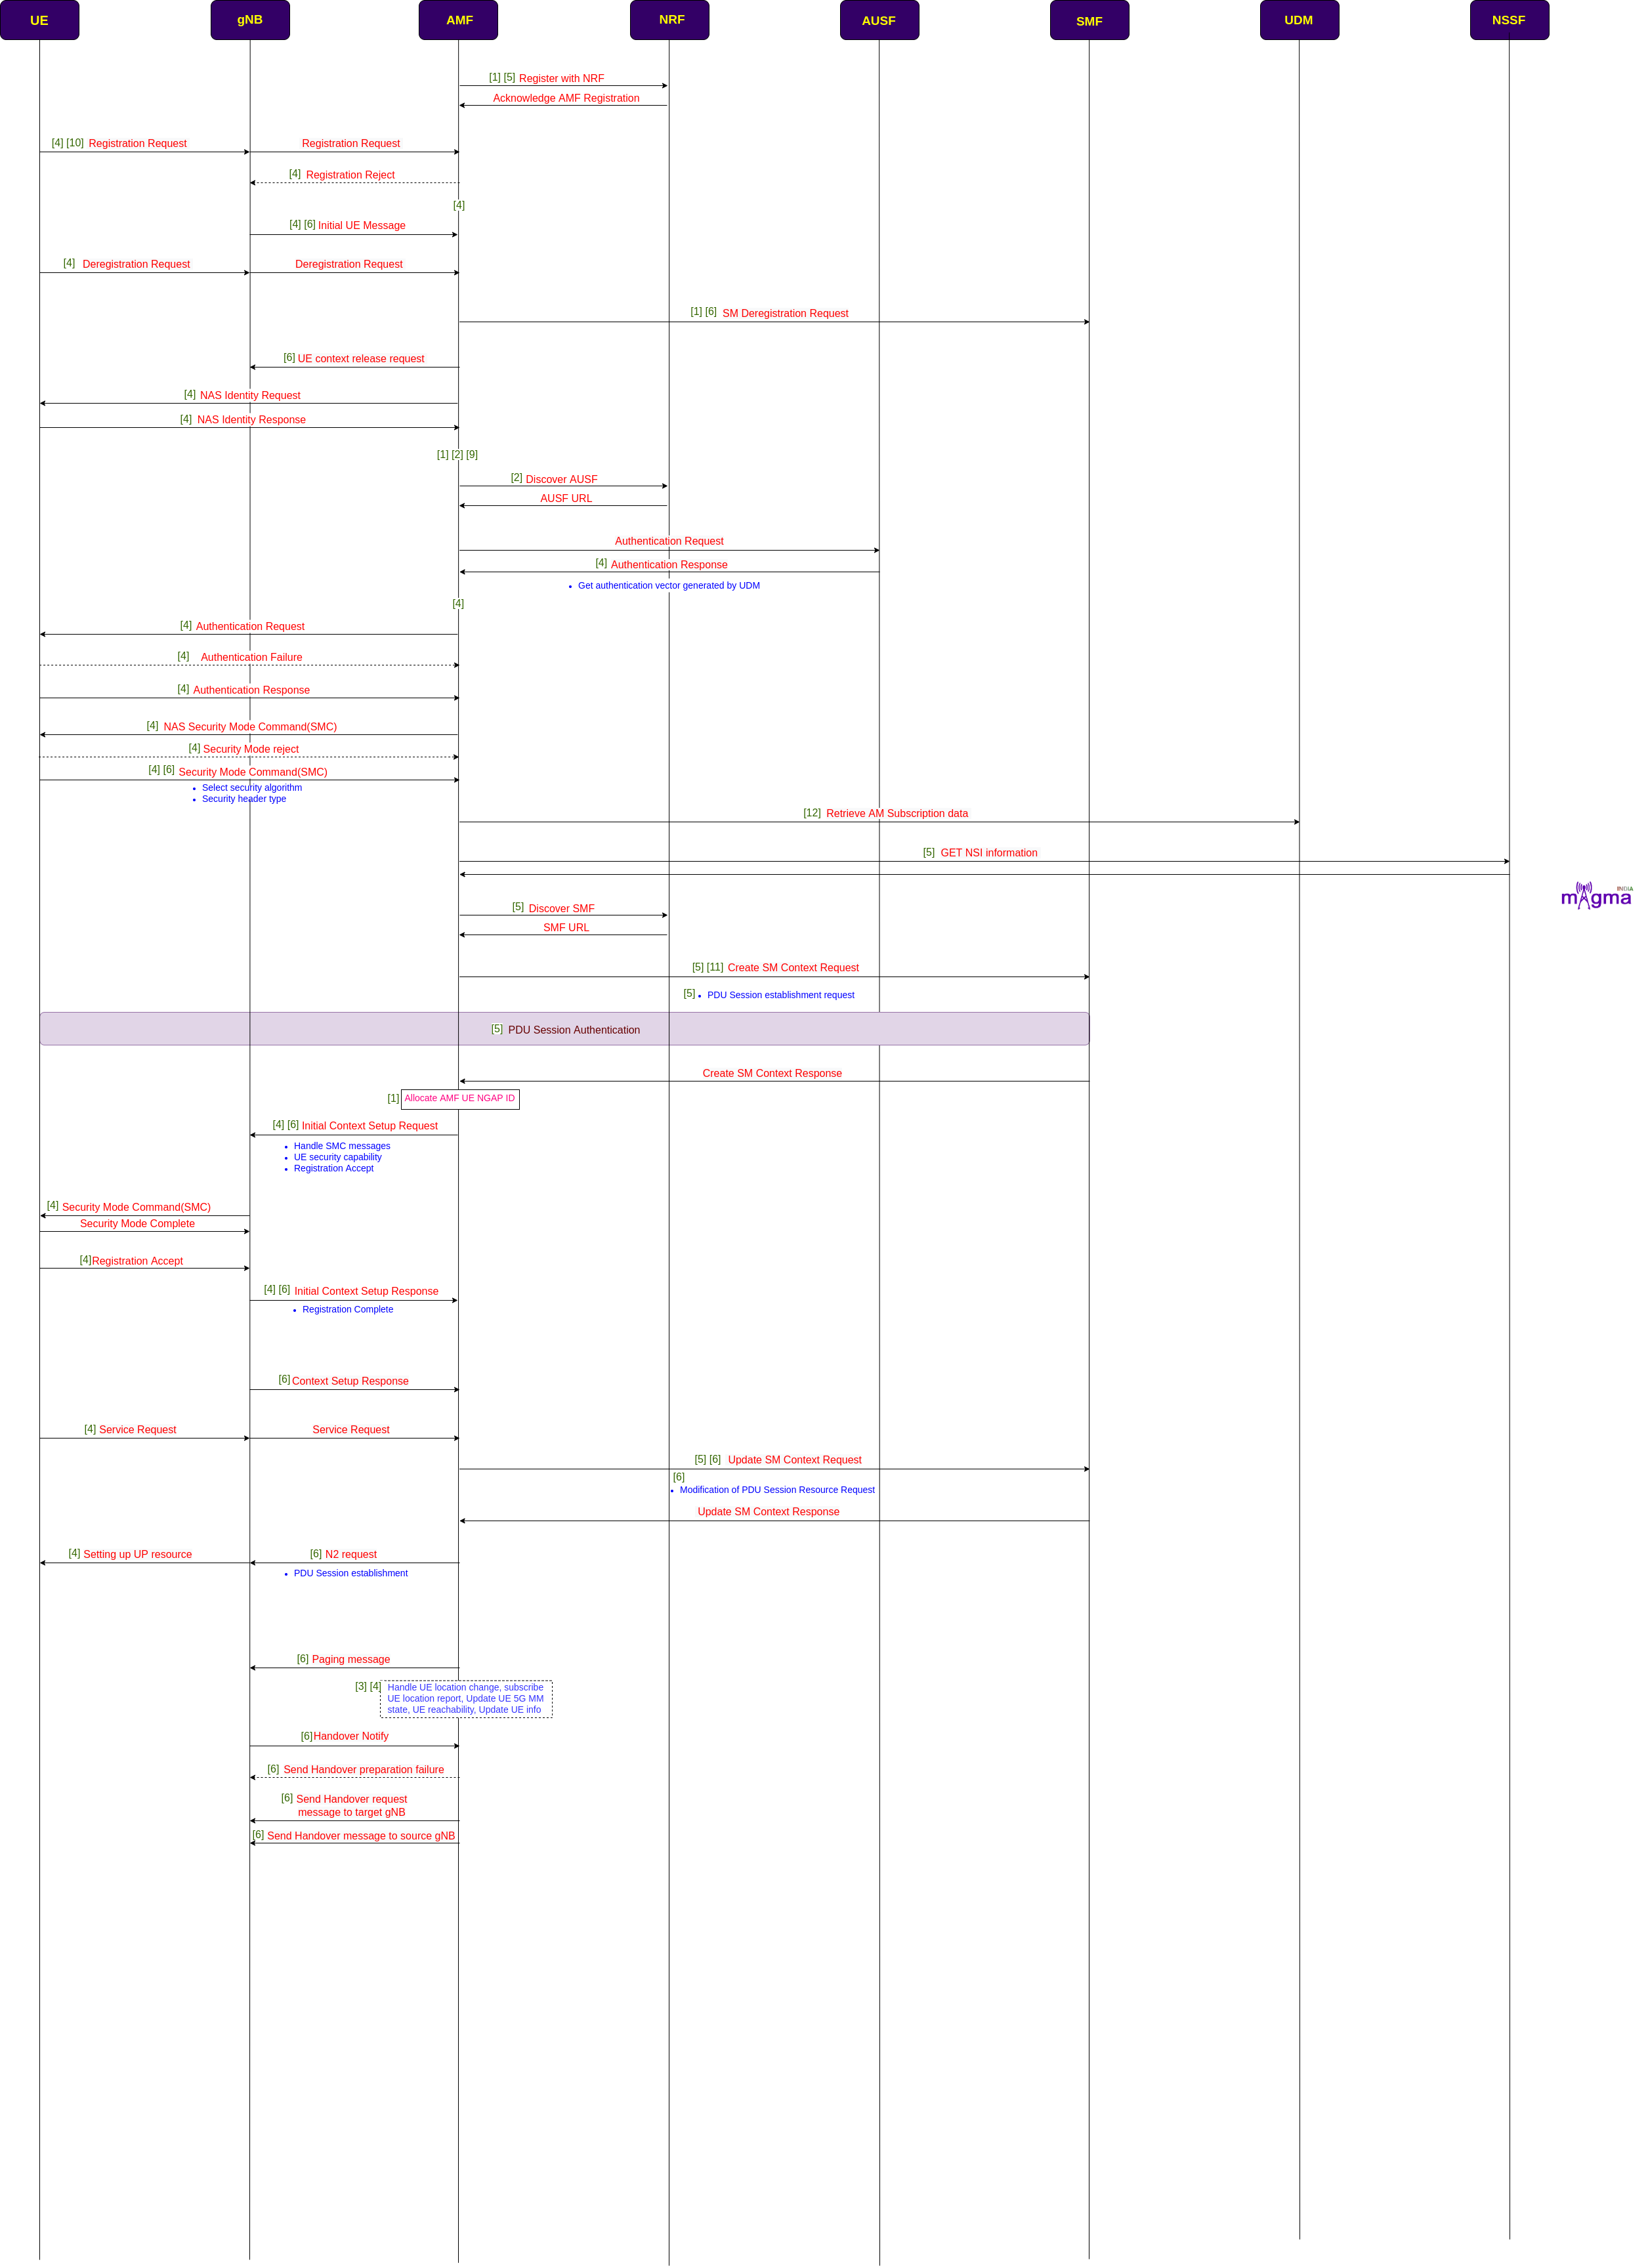 UE
gNB
AMF
NRF
AUSF
SMF
UDM
NSSF
[1] [5] Register with NRF
Acknowledge AMF Registration
[4] [10] Registration Request
Registration Request
[4] Registration Reject
[4]
[4] [6] Initial UE Message
[4] Deregistration Request
Deregistration Request
[1] [6] SM Deregistration Request
[6] UE context release request
[4] NAS Identity Request
[4] NAS Identity Response
[1] [2] [9]
[2] Discover AUSF
AUSF URL
Authentication Request
[4] Authentication Response
• Get authentication vector generated by UDM
[4]
[4] Authentication Request
[4] Authentication Failure
[4] Authentication Response
[4] NAS Security Mode Command(SMC)
[4] Security Mode reject
[4] [6] Security Mode Command(SMC)
• Select security algorithm
• Security header type
[12] Retrieve AM Subscription data
[5] GET NSI information
INDIA
magma
[5] Discover SMF
SMF URL
[5] [11] Create SM Context Request
[5] • PDU Session establishment request
[5] PDU Session Authentication
Create SM Context Response
[1] Allocate AMF UE NGAP ID
[4] [6] Initial Context Setup Request
• Handle SMC messages
• UE security capability
• Registration Accept
[4] Security Mode Command(SMC)
Security Mode Complete
[4] Registration Accept
[4] [6] Initial Context Setup Response
• Registration Complete
[6] Context Setup Response
[4] Service Request
Service Request
[5] [6] Update SM Context Request
[6]
• Modification of PDU Session Resource Request
Update SM Context Response
[4] Setting up UP resource
[6] N2 request
• PDU Session establishment
[6] Paging message
[3] [4] Handle UE location change, subscribe
UE location report, Update UE 5G MM
state, UE reachability, Update UE info
[6] Handover Notify
[6] Send Handover preparation failure
[6] Send Handover request
message to target gNB
[6] Send Handover message to source gNB